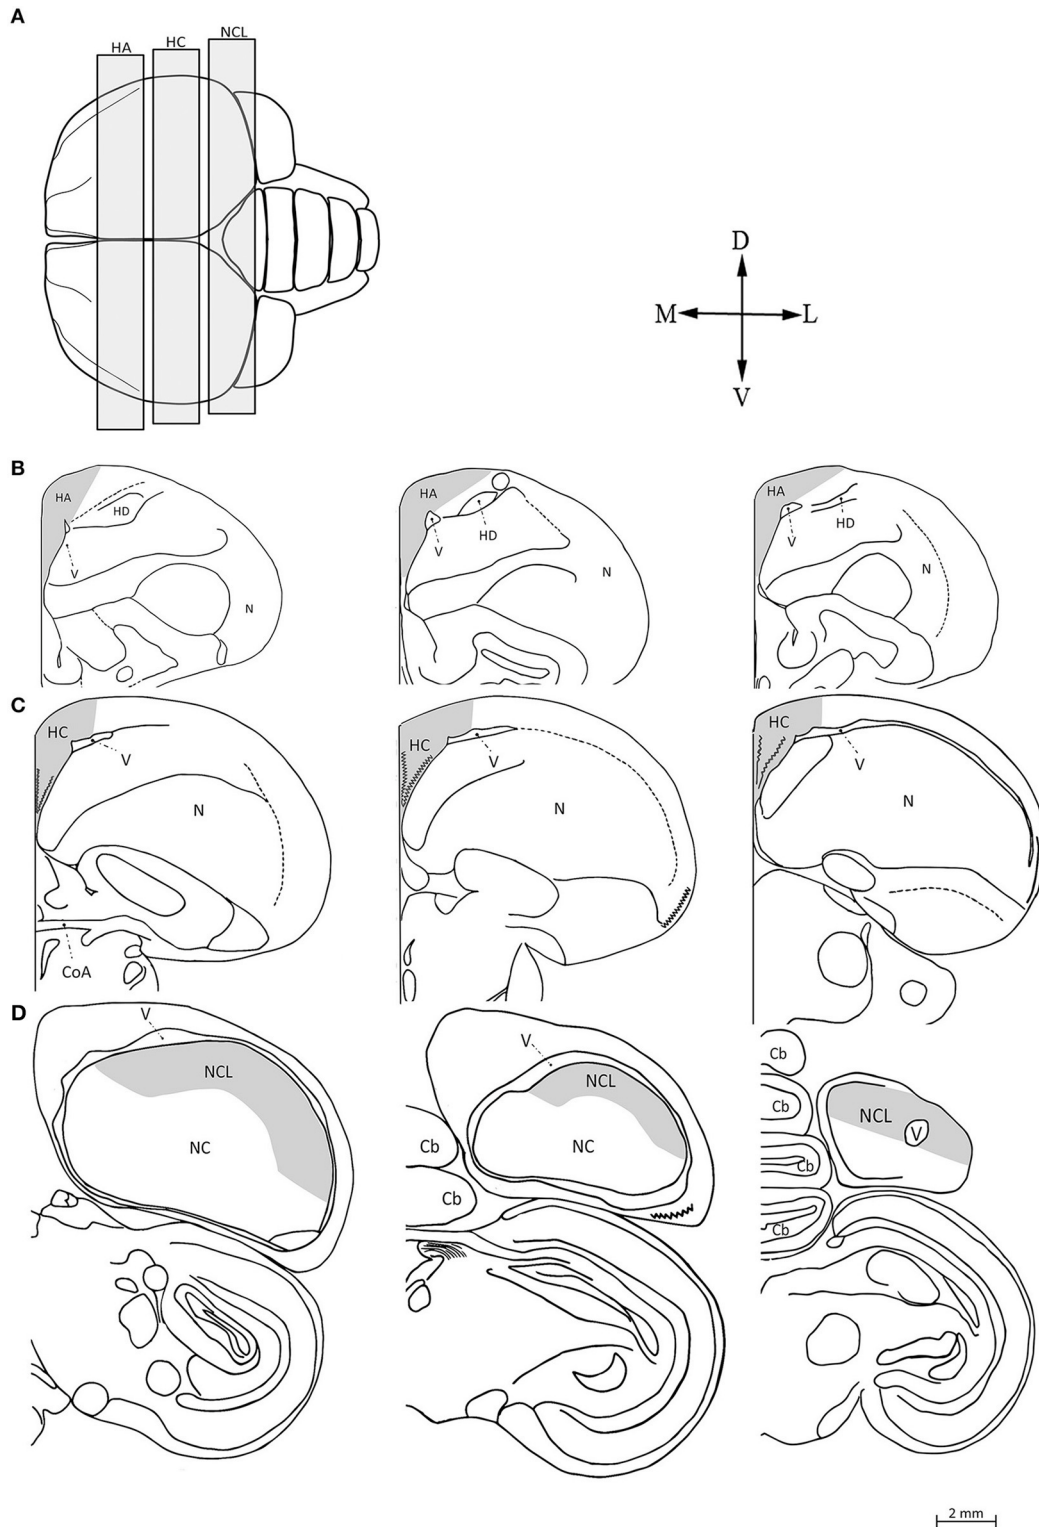 A
HA HC NCL
D
M L
V
B
HA HD V N
HA V HD N
HA V HD N
C
HC V N CoA
HC V N
HC V N
D
V NCL NC
V NCL NC Cb Cb
Cb Cb Cb Cb NCL V
2 mm